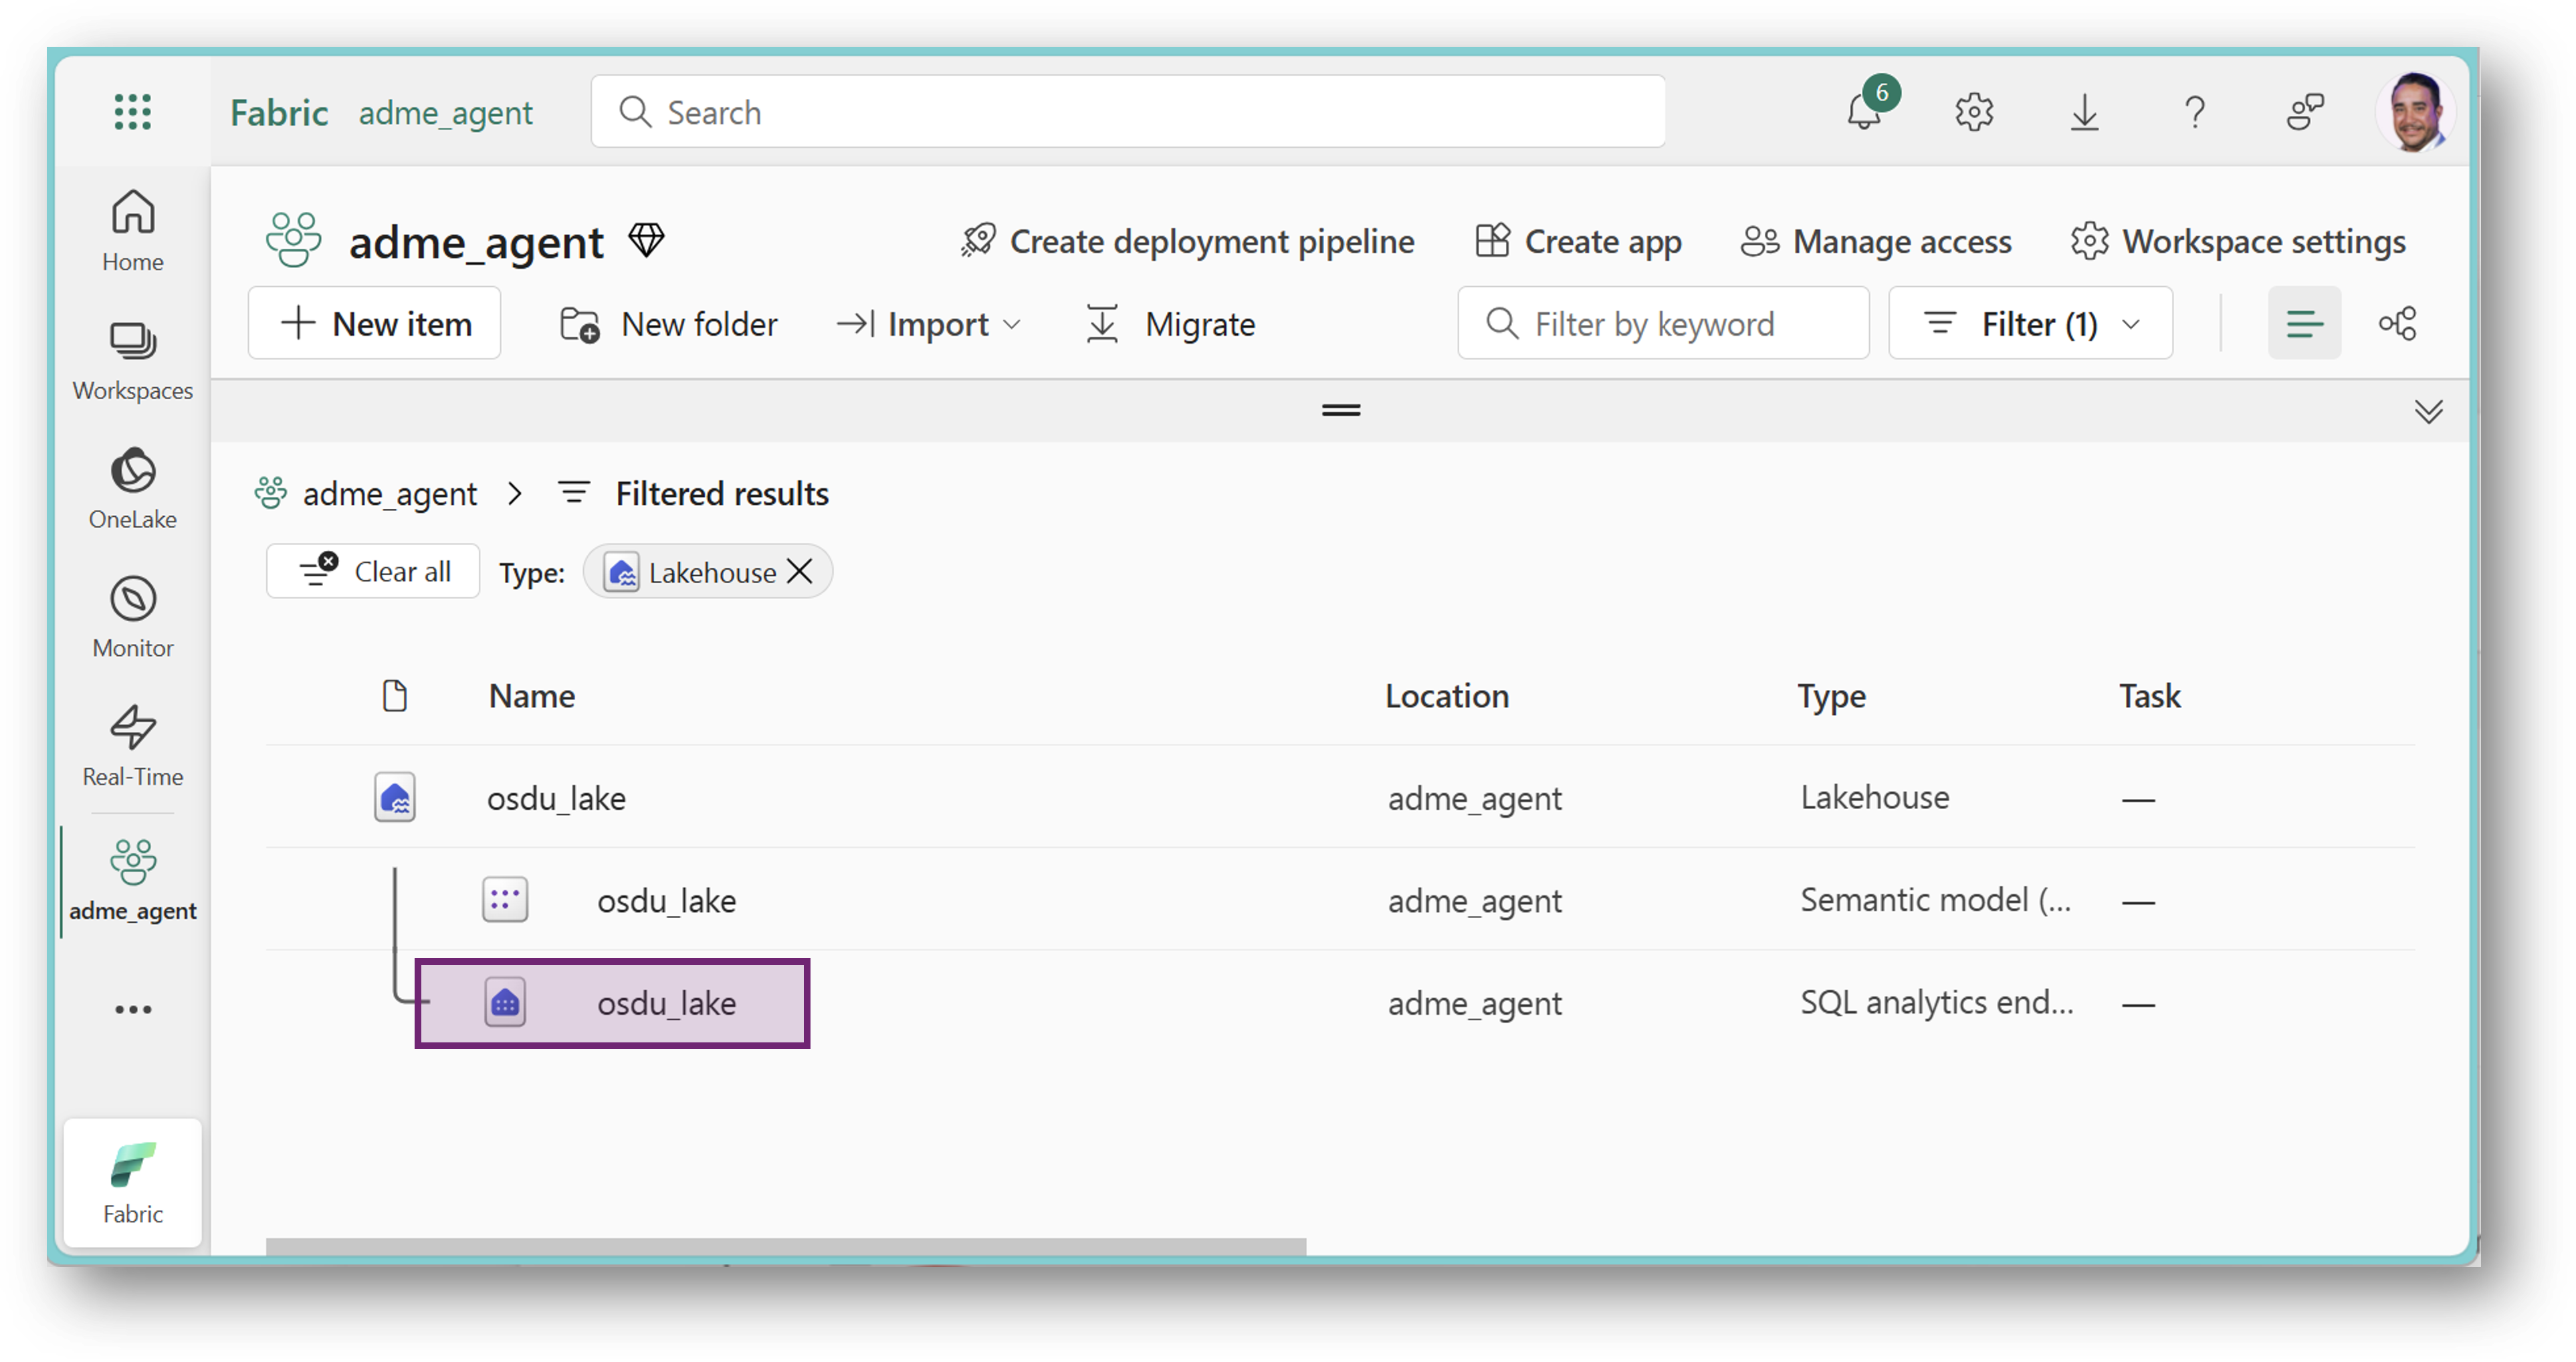 Fabric adme_agent Search 6
Home
Workspaces
OneLake
Monitor
Real-Time
adme_agent
Fabric
adme_agent Create deployment pipeline Create app Manage access Workspace settings
New item New folder Import Migrate Filter by keyword Filter (1)
adme_agent Filtered results
Clear all Type: Lakehouse
Name Location Type Task
osdu_lake adme_agent Lakehouse —
osdu_lake adme_agent Semantic model (... —
osdu_lake adme_agent SQL analytics end... —